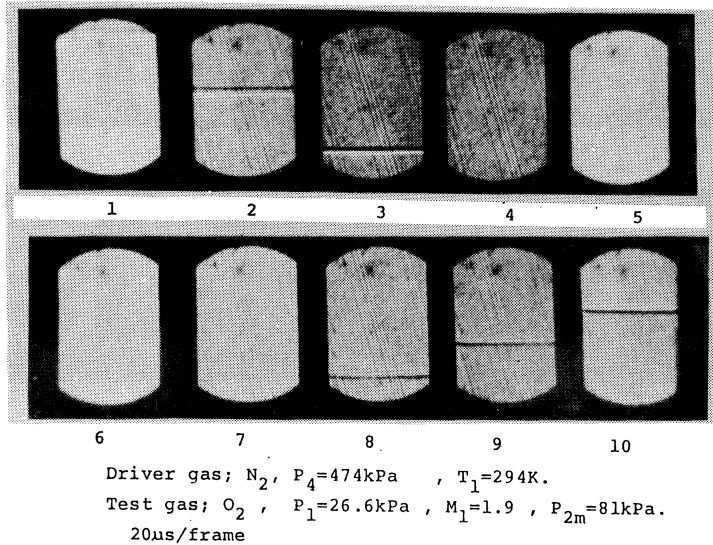 1 2 3 4 5
6 7 8 9 10
Driver gas; N₂, P₄=474kPa , T₁=294K.
Test gas; O₂ , P₁=26.6kPa , M₁=1.9 , P₂ₘ=81kPa.
20µs/frame